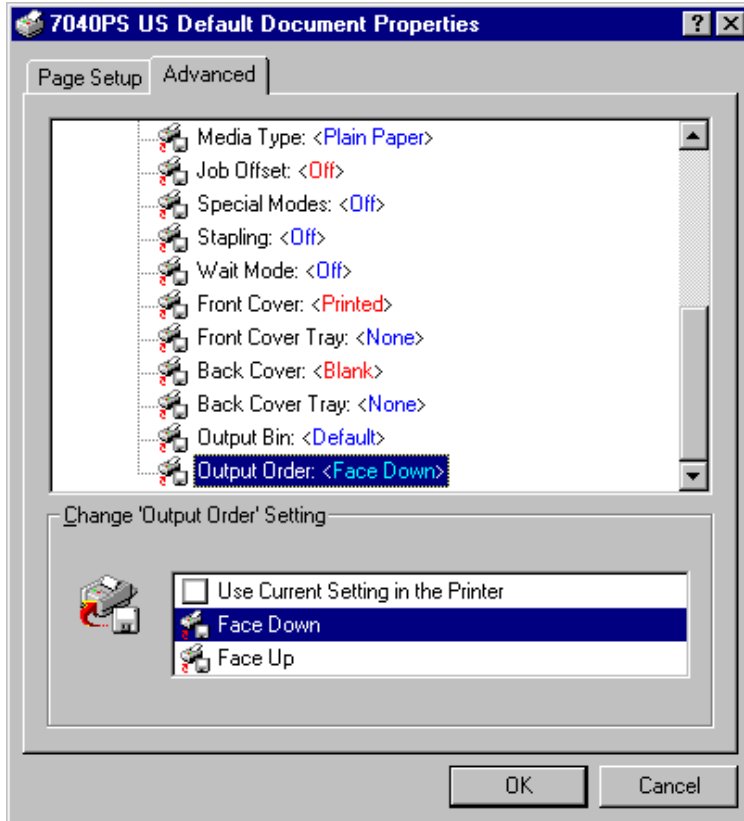 7040PS US Default Document Properties
Page Setup
Advanced
Media Type: <Plain Paper>
Job Offset: <Off>
Special Modes: <Off>
Stapling: <Off>
Wait Mode: <Off>
Front Cover: <Printed>
Front Cover Tray: <None>
Back Cover: <Blank>
Back Cover Tray: <None>
Output Bin: <Default>
Output Order: <Face Down>
Change 'Output Order' Setting
Use Current Setting in the Printer
Face Down
Face Up
OK
Cancel